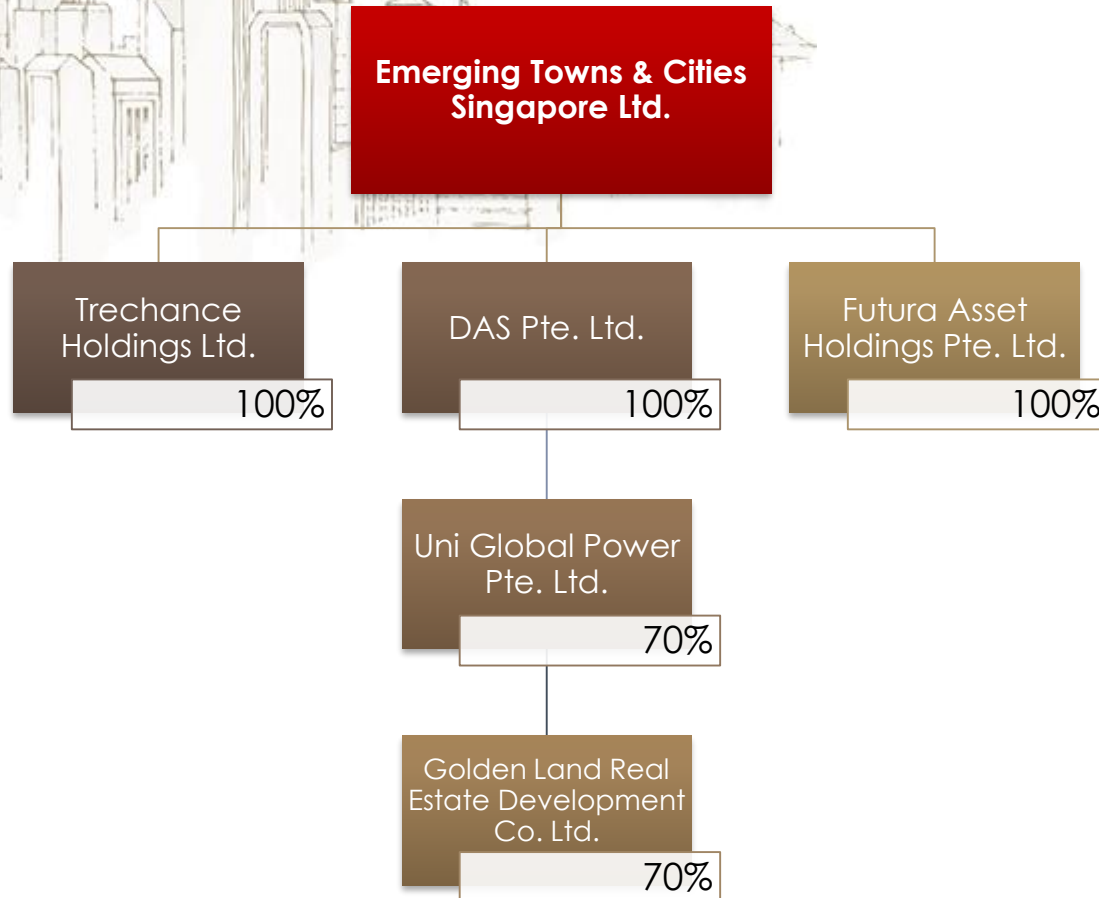 Emerging Towns & Cities
Singapore Ltd.
Trechance
Holdings Ltd.
100%
DAS Pte. Ltd.
100%
Futura Asset
Holdings Pte. Ltd.
100%
Uni Global Power
Pte. Ltd.
70%
Golden Land Real
Estate Development
Co. Ltd.
70%